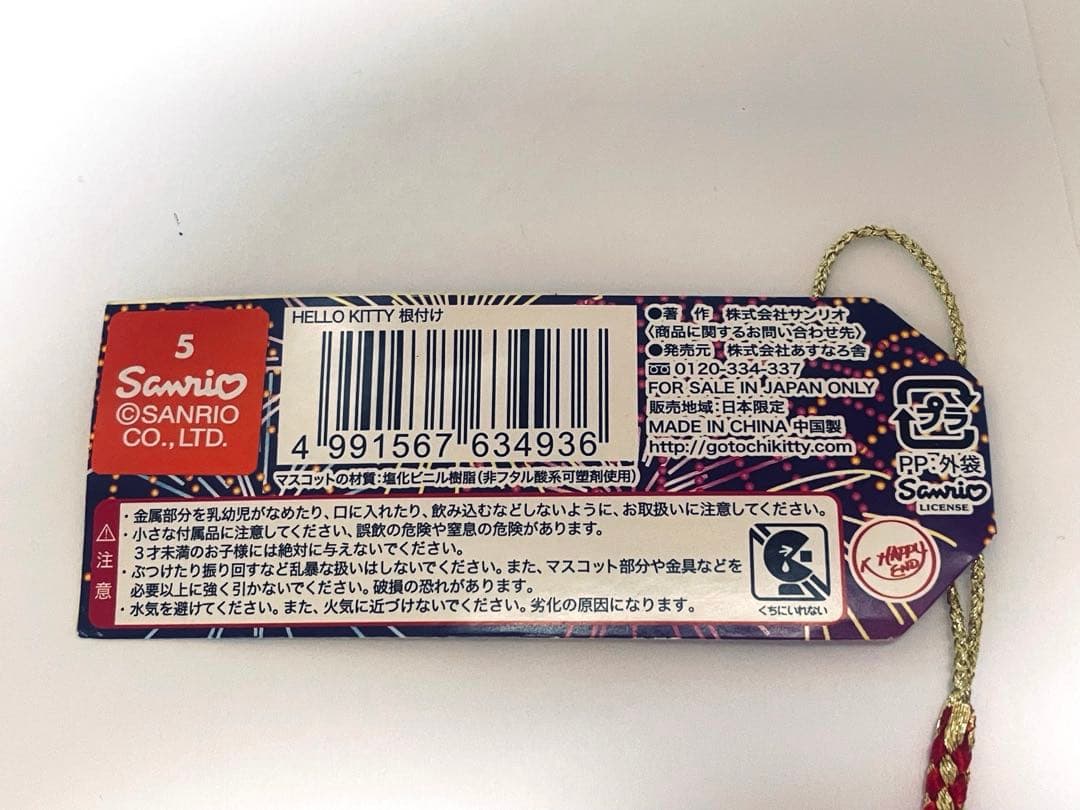 5
Sanrio
©SANRIO
CO., LTD.
HELLO KITTY 根付け
4 991567 634936
マスコットの材質:塩化ビニル樹脂(非フタル酸系可塑剤使用)
●著 作 株式会社サンリオ
〈商品に関するお問い合わせ先〉
●発売元 株式会社あすなろ舎
0120-334-337
FOR SALE IN JAPAN ONLY
販売地域:日本限定
MADE IN CHINA 中国製
http://gotochikitty.com
プラ
P.P:外袋
Sanrio
LICENSE
注意
・金属部分を乳幼児がなめたり、口に入れたり、飲み込むなどしないように、お取扱いに注意してください。
・小さな付属品に注意してください、誤飲の危険や窒息の危険があります。
3才未満のお子様には絶対に与えないでください。
・ぶつけたり振り回すなど乱暴な扱いはしないでください。また、マスコット部分や金具などを
必要以上に強く引かないでください。破損の恐れがあります。
・水気を避けてください。また、火気に近づけないでください。劣化の原因になります。
くちにいれない
K HAPPY
END